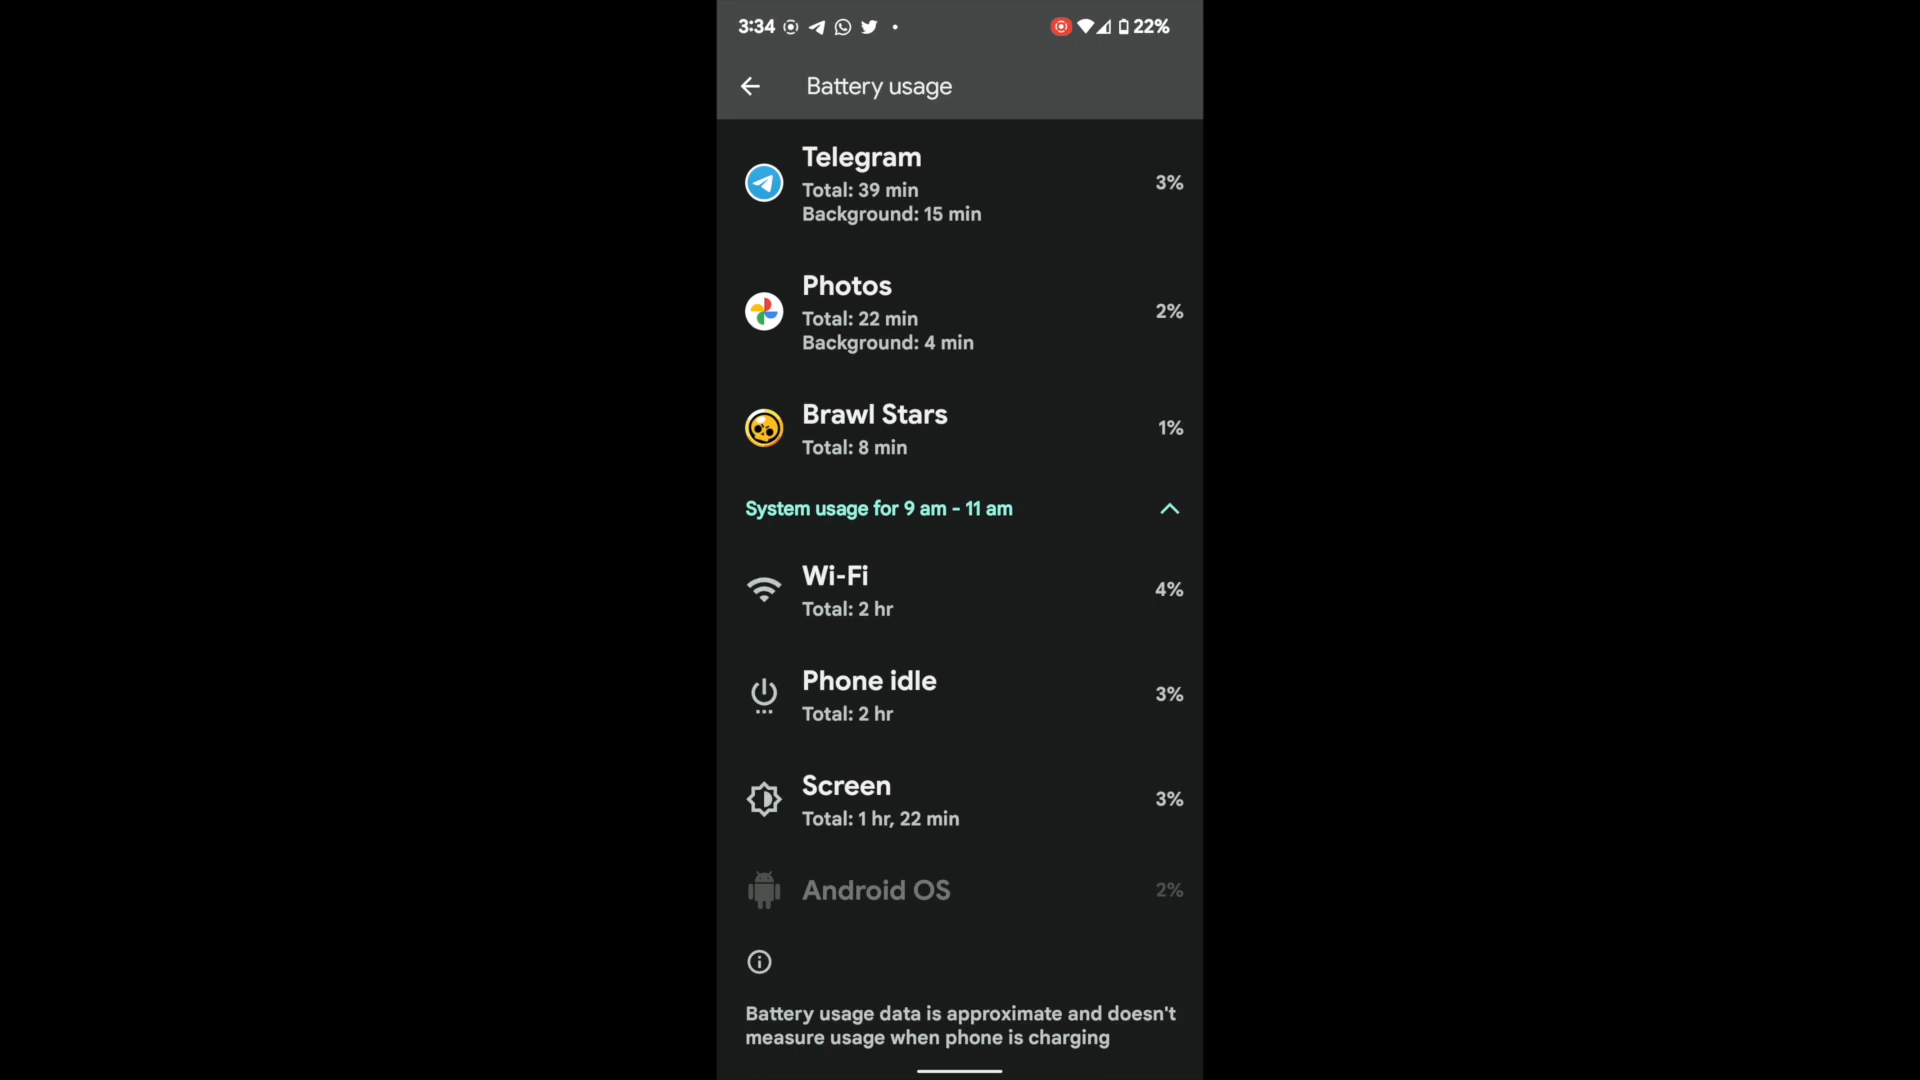 3:34 22%
Battery usage
Telegram
Total: 39 min
Background: 15 min
3%
Photos
Total: 22 min
Background: 4 min
2%
Brawl Stars
Total: 8 min
1%
System usage for 9 am - 11 am
Wi-Fi
Total: 2 hr
4%
Phone idle
Total: 2 hr
3%
Screen
Total: 1 hr, 22 min
3%
Android OS
2%
Battery usage data is approximate and doesn't
measure usage when phone is charging